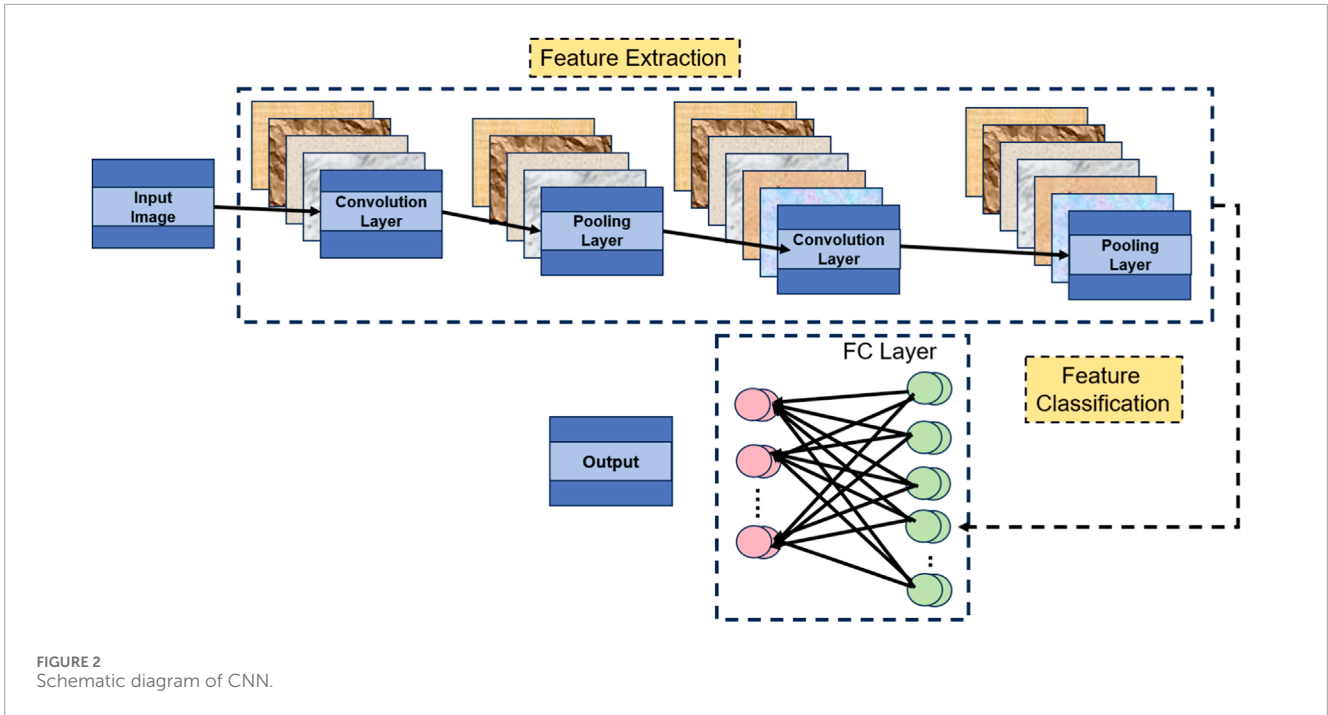 Feature Extraction
Input
Image
Convolution
Layer
Pooling
Layer
Convolution
Layer
Pooling
Layer
FC Layer
Feature
Classification
Output
FIGURE 2
Schematic diagram of CNN.